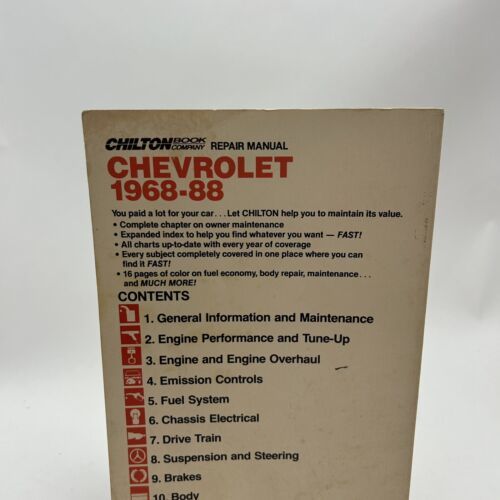 CHILTON BOOK COMPANY REPAIR MANUAL
CHEVROLET
1968-88
You paid a lot for your car... Let CHILTON help you to maintain its value.
• Complete chapter on owner maintenance
• Expanded index to help you find whatever you want — FAST!
• All charts up-to-date with every year of coverage
• Every subject completely covered in one place where you can
find it FAST!
• 16 pages of color on fuel economy, body repair, maintenance...
and MUCH MORE!
CONTENTS
1. General Information and Maintenance
2. Engine Performance and Tune-Up
3. Engine and Engine Overhaul
4. Emission Controls
5. Fuel System
6. Chassis Electrical
7. Drive Train
8. Suspension and Steering
9. Brakes
10. Body